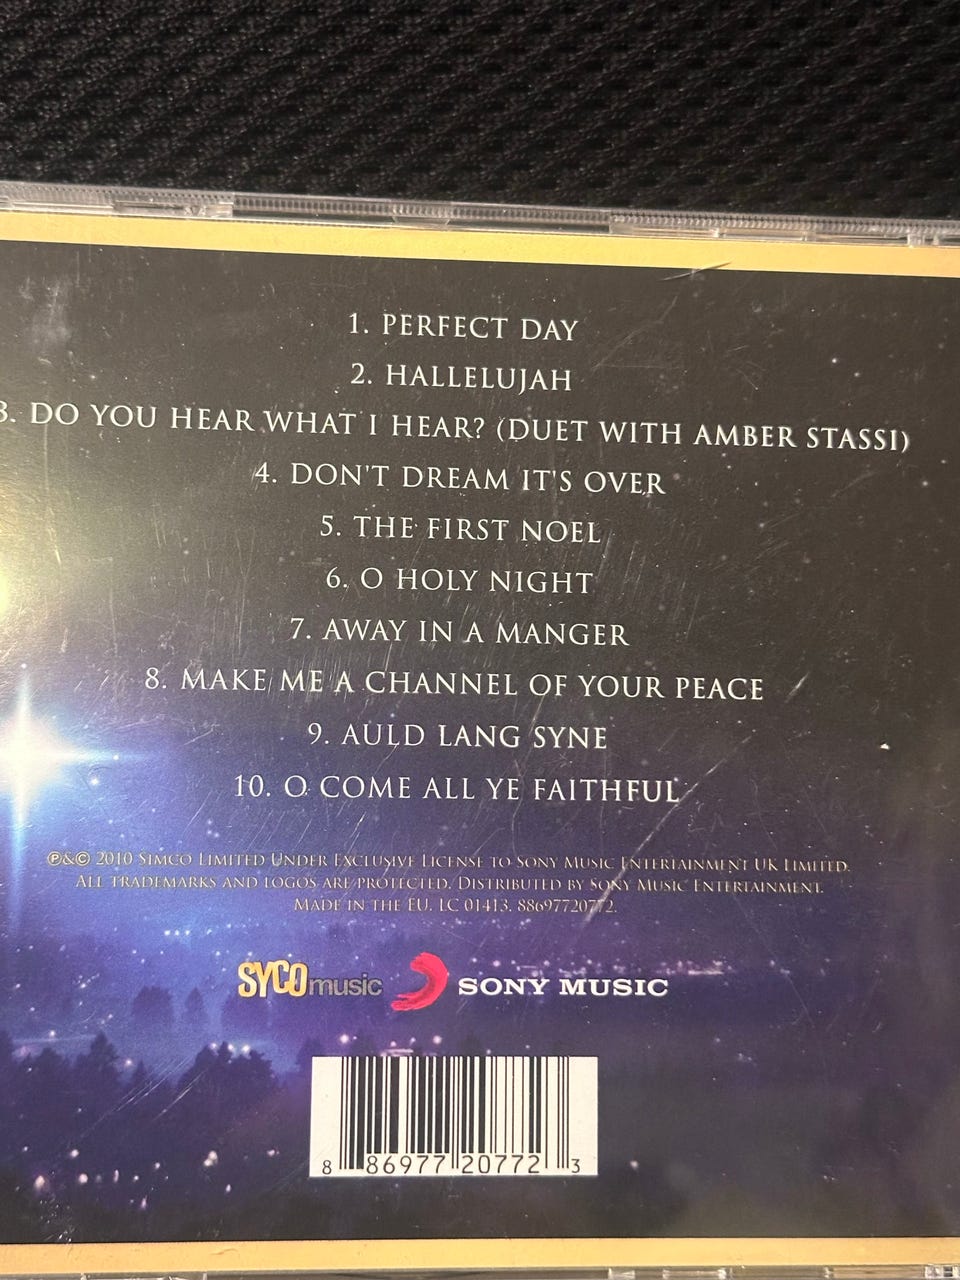 1. PERFECT DAY
2. HALLELUJAH
3. DO YOU HEAR WHAT I HEAR? (DUET WITH AMBER STASSI)
4. DON'T DREAM IT'S OVER
5. THE FIRST NOEL
6. O HOLY NIGHT
7. AWAY IN A MANGER
8. MAKE ME A CHANNEL OF YOUR PEACE
9. AULD LANG SYNE
10. O COME ALL YE FAITHFUL
℗&© 2010 SIMCO LIMITED UNDER EXCLUSIVE LICENSE TO SONY MUSIC ENTERTAINMENT UK LIMITED.
ALL TRADEMARKS AND LOGOS ARE PROTECTED. DISTRIBUTED BY SONY MUSIC ENTERTAINMENT.
MADE IN THE EU. LC 01413. 88697720772.
SYCOmusic SONY MUSIC
8 86977 20772 3